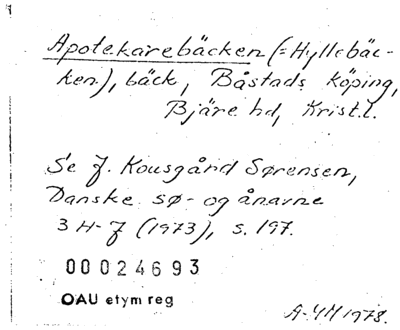 Apotekarebäcken (= Hyllebäc-
ken), bäck, Båstads köping,
Bjäre hd, Krist.l.
Se J. Kousgård Sørensen,
Danske sø- og ånavne
3 H-J (1973), s. 197.
00024693
OAU etym reg
A-MH 1978.